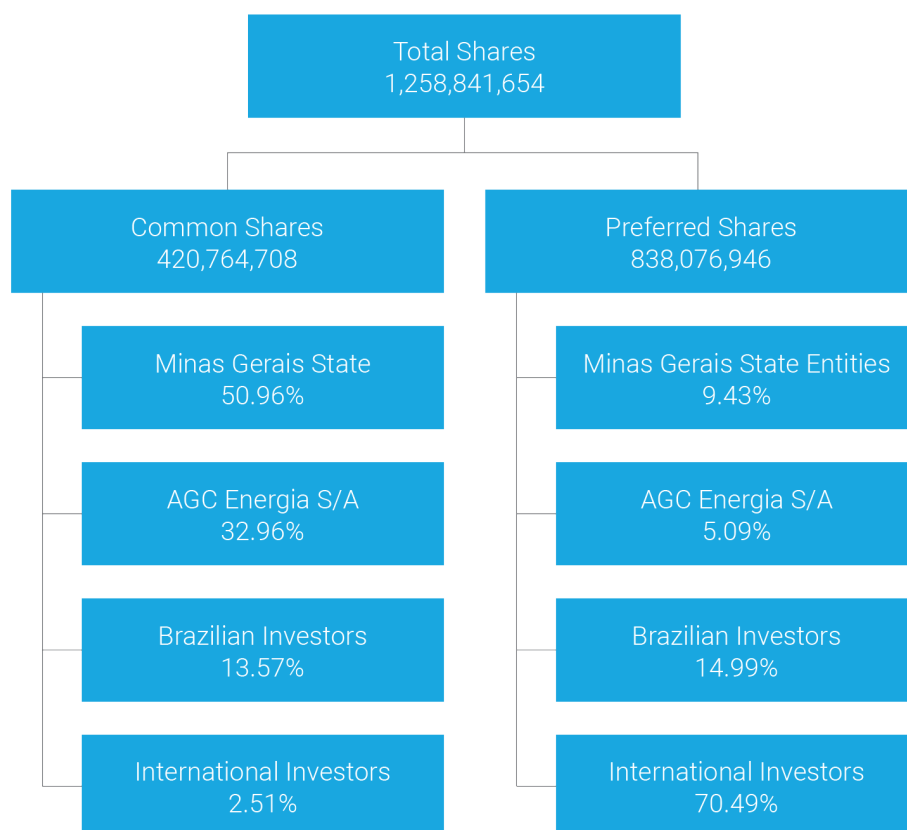 Total Shares
1,258,841,654
Common Shares
420,764,708
Preferred Shares
838,076,946
Minas Gerais State
50.96%
Minas Gerais State Entities
9.43%
AGC Energia S/A
32.96%
AGC Energia S/A
5.09%
Brazilian Investors
13.57%
Brazilian Investors
14.99%
International Investors
2.51%
International Investors
70.49%